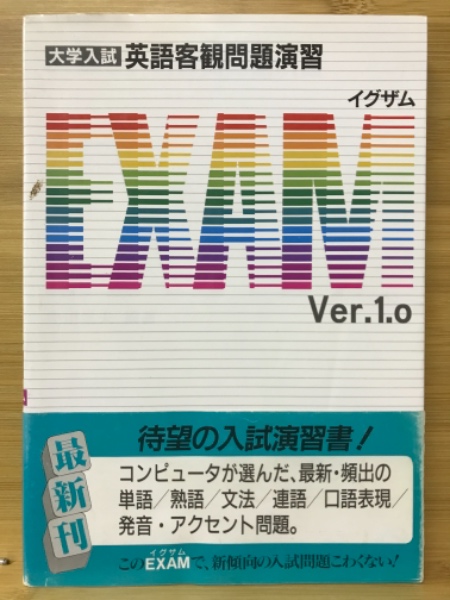 大学入試 英語客観問題演習
イグザム
EXAM
Ver.1.0
最新刊
待望の入試演習書!
コンピュータが選んだ、最新・頻出の
単語/熟語/文法/連語/口語表現/
発音・アクセント問題。
イグザム
このEXAMで、新傾向の入試問題こわくない!